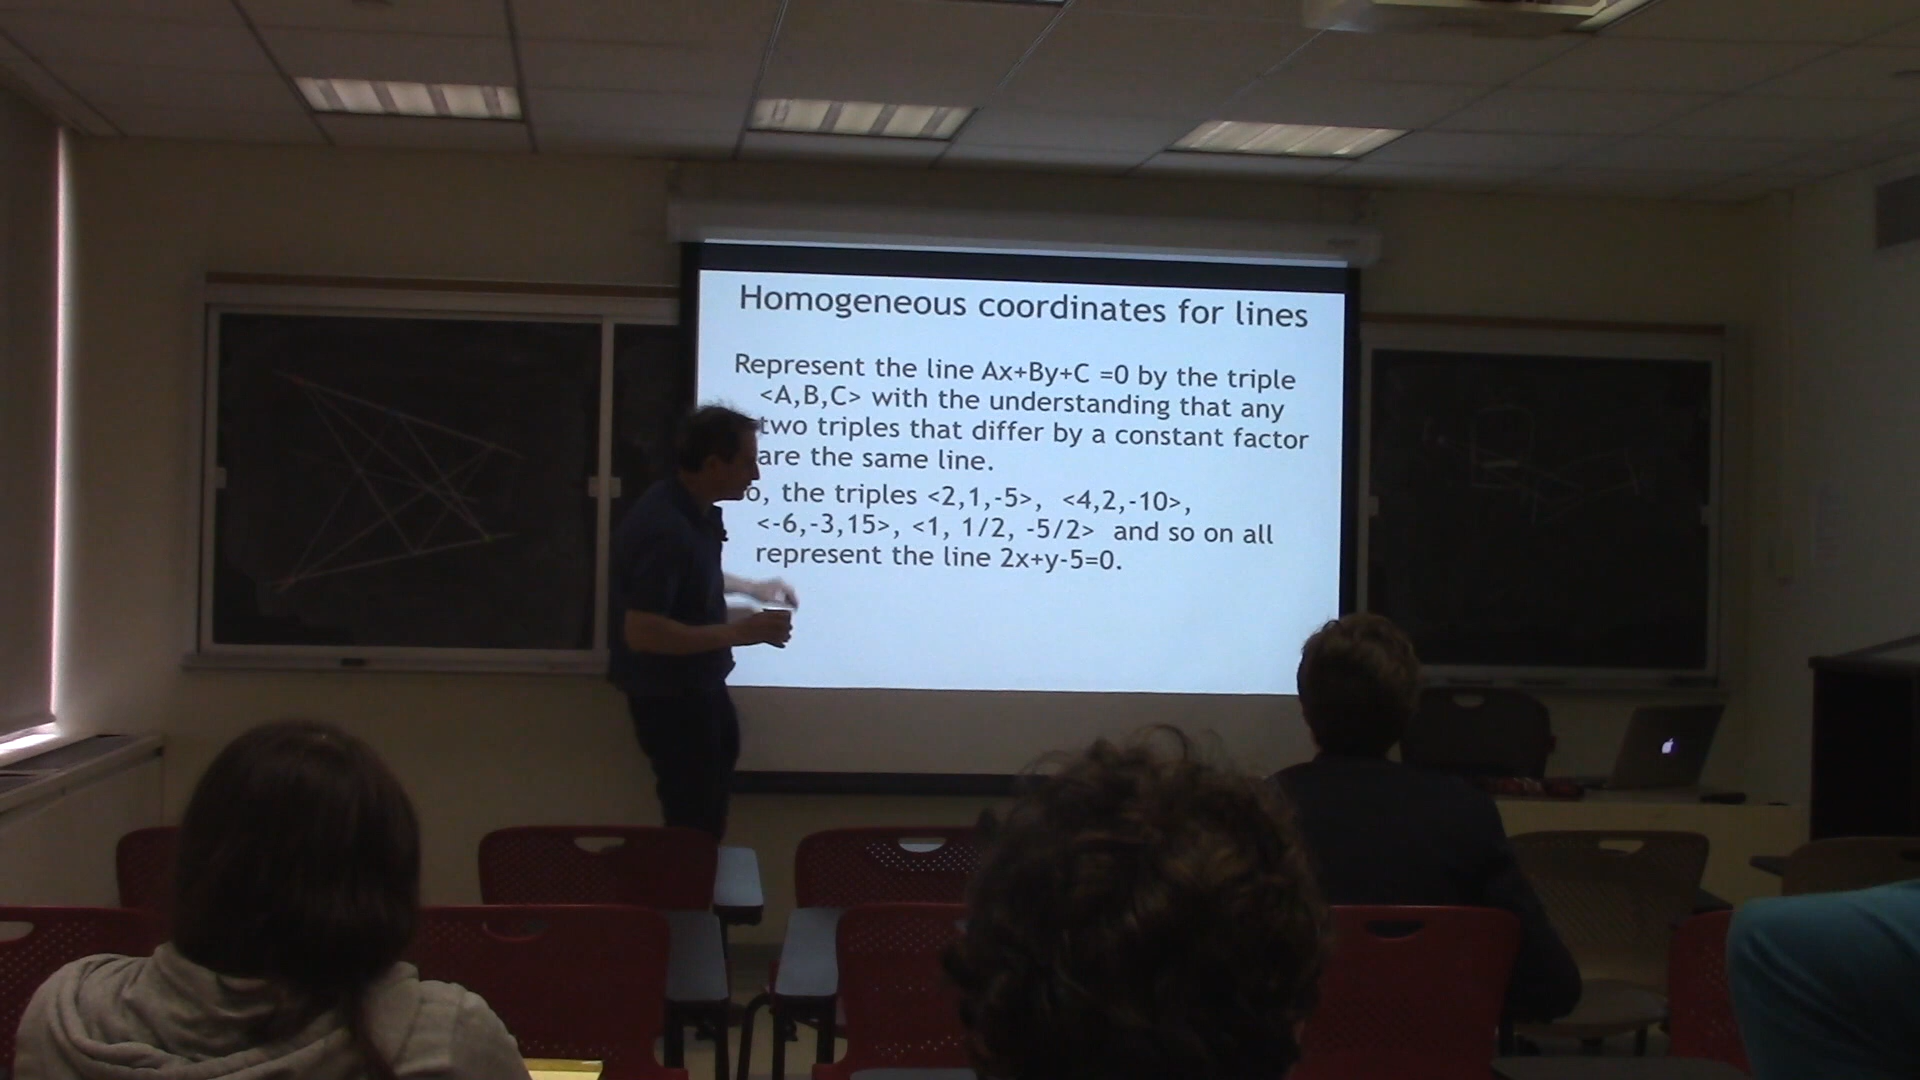 Homogeneous coordinates for lines
Represent the line Ax+By+C =0 by the triple
<A,B,C> with the understanding that any
two triples that differ by a constant factor
are the same line.
o, the triples <2,1,-5>, <4,2,-10>,
<-6,-3,15>, <1, 1/2, -5/2> and so on all
represent the line 2x+y-5=0.